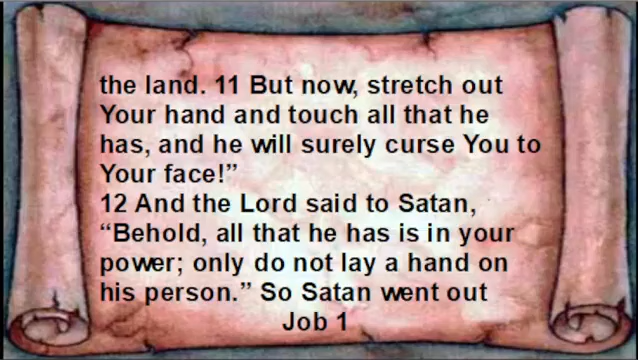 the land. 11 But now, stretch out
Your hand and touch all that he
has, and he will surely curse You to
Your face!”
12 And the Lord said to Satan,
“Behold, all that he has is in your
power; only do not lay a hand on
his person.” So Satan went out
Job 1